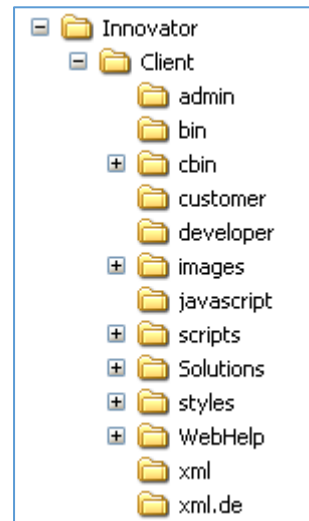 Innovator
Client
admin
bin
cbin
customer
developer
images
javascript
scripts
Solutions
styles
WebHelp
xml
xml.de